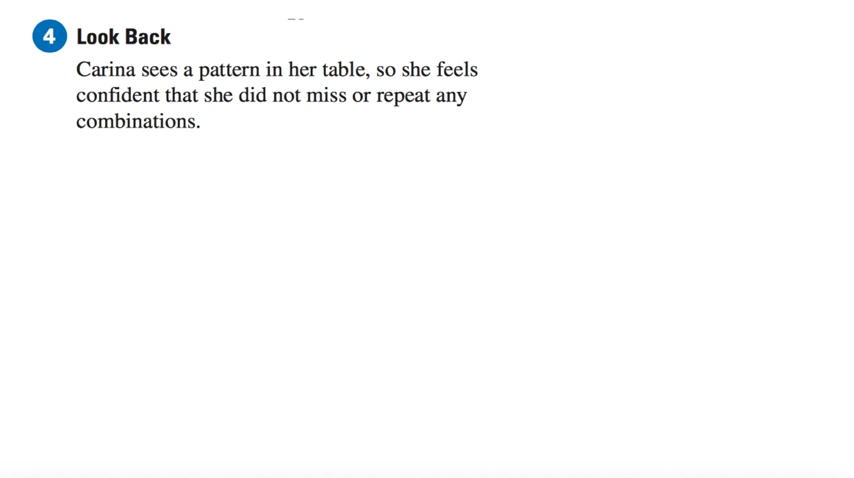 4 Look Back
Carina sees a pattern in her table, so she feels
confident that she did not miss or repeat any
combinations.